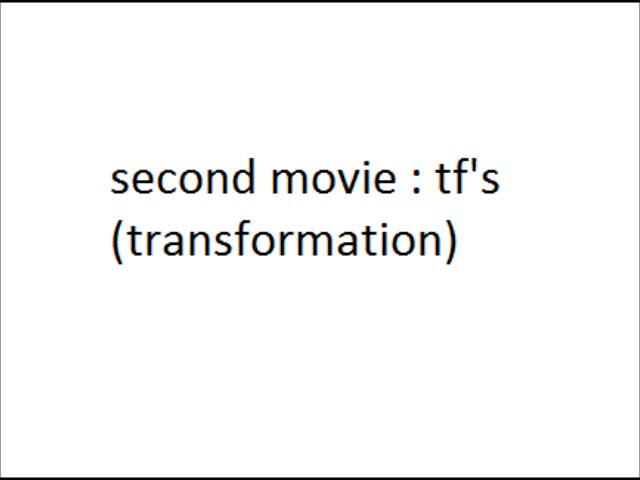 second movie : tf's
(transformation)